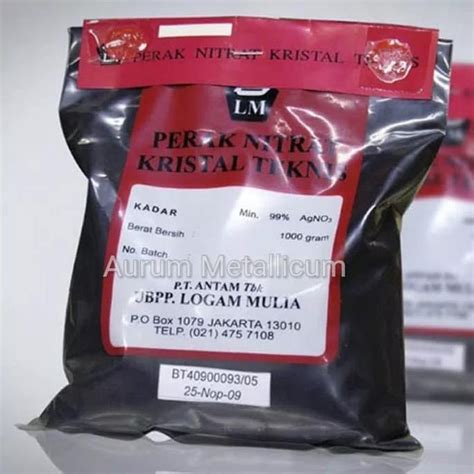 PERAK NITRAT KRISTAL TEKNIS
LM
PERAK NITRAT
KRISTAL TEKNIS
KADAR Min. 99% AgNO₃
Berat Bersih : 1000 gram
No. Batch
Aurum Metallicum
P.T. ANTAM Tbk
UBPP. LOGAM MULIA
P.O Box 1079 JAKARTA 13010
TELP. (021) 475 7108
BT40900093/05
25-Nop-09